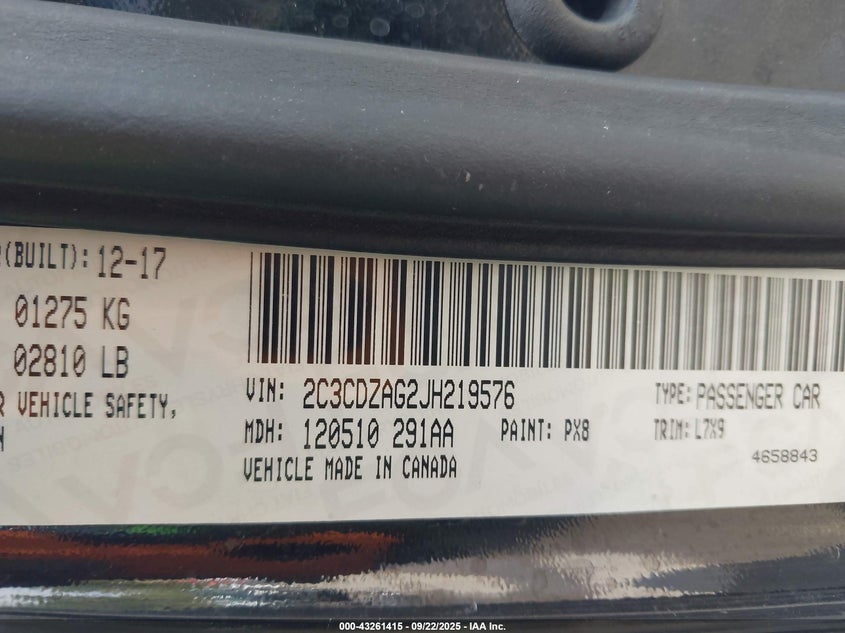 (BUILT): 12-17
01275 KG
02810 LB
R VEHICLE SAFETY,
N
VIN: 2C3CDZAG2JH219576
TYPE: PASSENGER CAR
MDH: 120510 291AA
PAINT: PX8
TRIM: L7X9
VEHICLE MADE IN CANADA
4658843
000-43261415 - 09/22/2025 - IAA Inc.